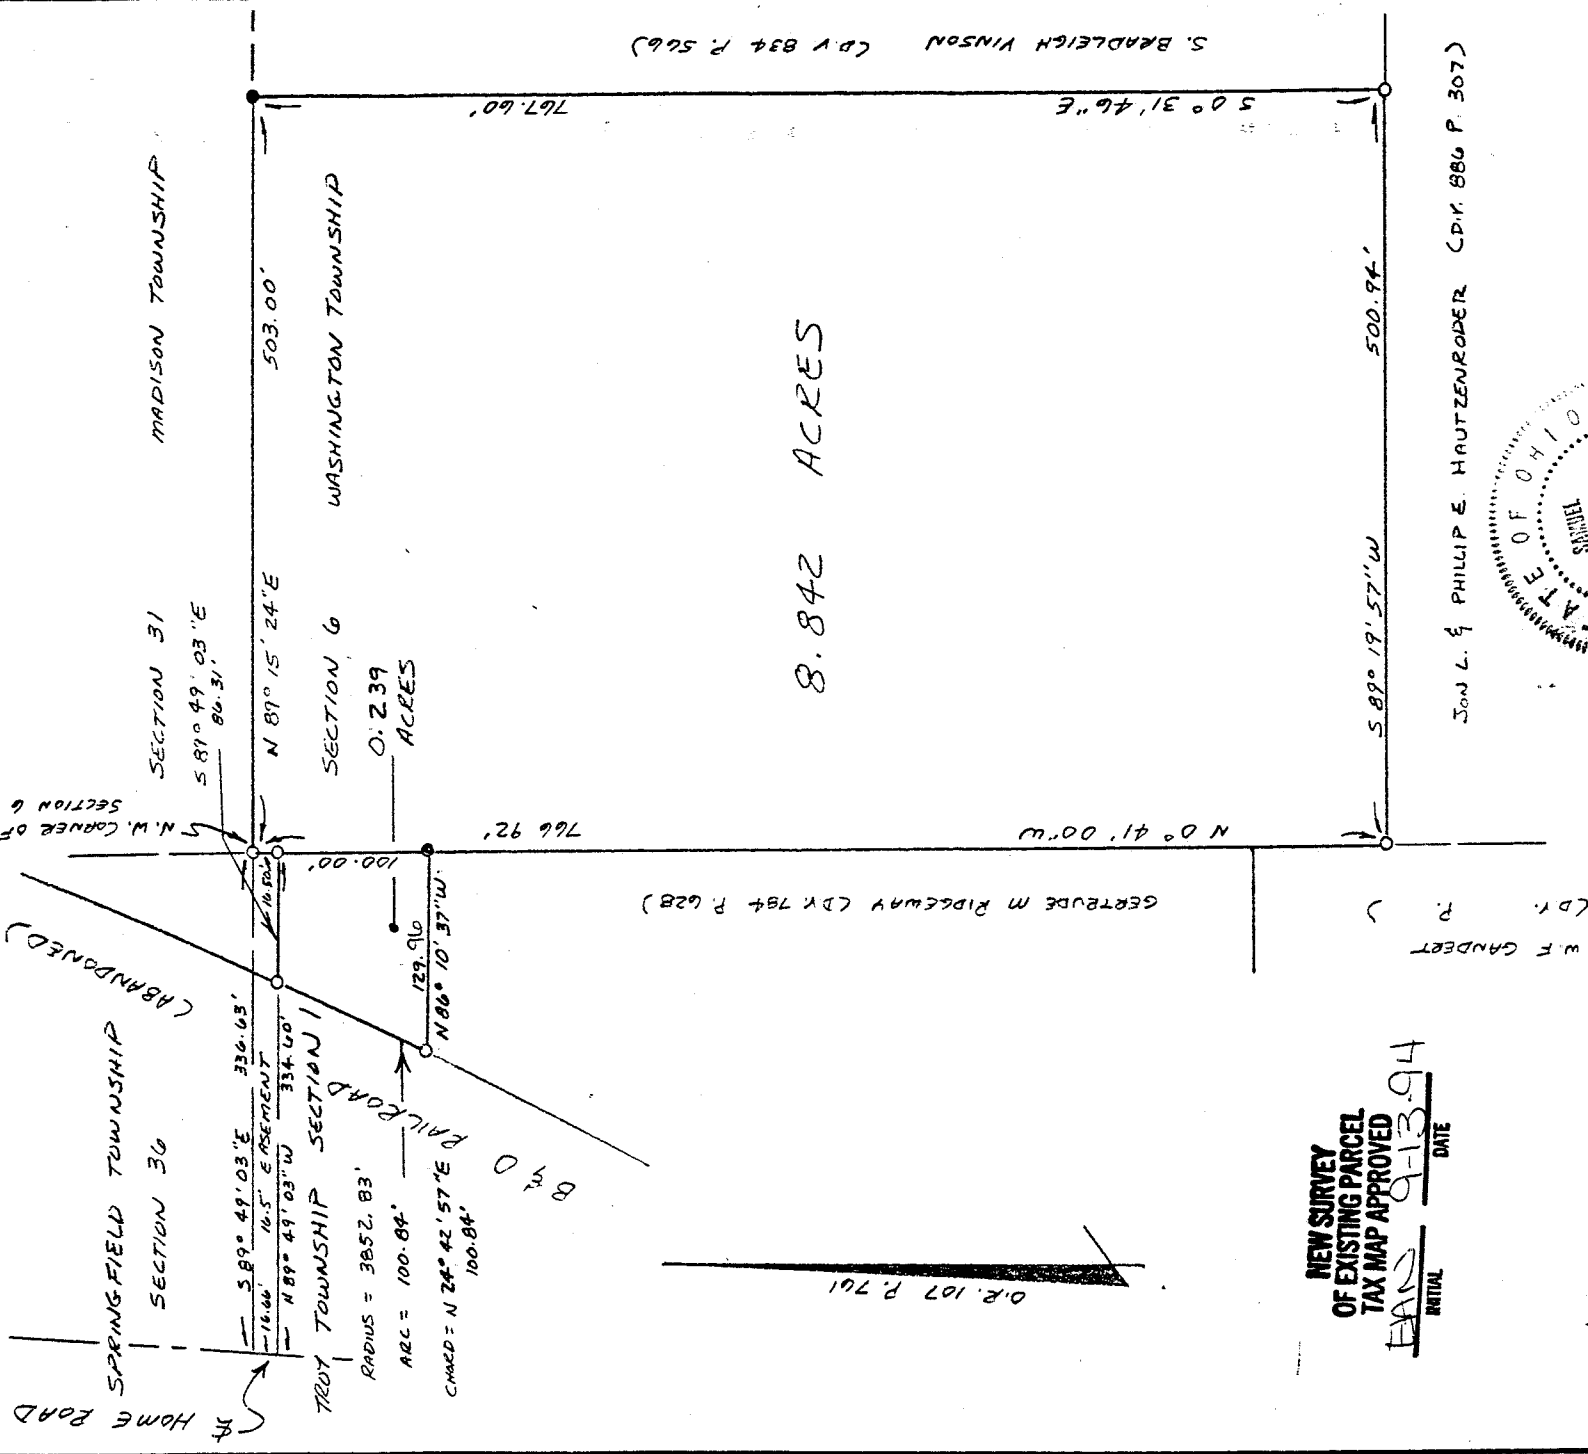 S. BRADLEIGH VINSON (D.V 834 P. 566)
767.60'
S 0° 31' 46" E
MADISON TOWNSHIP
SECTION 31
503.00'
N 89° 15' 24" E
WASHINGTON TOWNSHIP
SECTION 6
S 89° 49' 03" E
86.31'
0.239
ACRES
8.842 ACRES
500.94'
S 89° 19' 57" W
JON L. & PHILLIP E. HAUTZENRODER (D.V. 886 P. 307)
OF OHIO
SAMUEL
N.W. CORNER OF
SECTION 6
766.92'
N 0° 41' 00" W
100.00'
16.50'
129.96
N 86° 10' 37" W
GERTRUDE M RIDGEWAY (D.V. 784 P. 628)
W. F. GANDERT
(D.V. P. )
(ABANDONED)
B & O RAILROAD
SPRINGFIELD TOWNSHIP
SECTION 36
S 89° 49' 03" E 336.63'
16.66' 16.5' EASEMENT
N 89° 49' 03" W 334.60'
TROY TOWNSHIP SECTION 1
RADIUS = 3852.83'
ARC = 100.84'
CHORD = N 24° 42' 57" E
100.84'
℄ HOME ROAD
O.R. 107 P. 761
NEW SURVEY
OF EXISTING PARCEL
TAX MAP APPROVED
9-13-94
INITIAL DATE